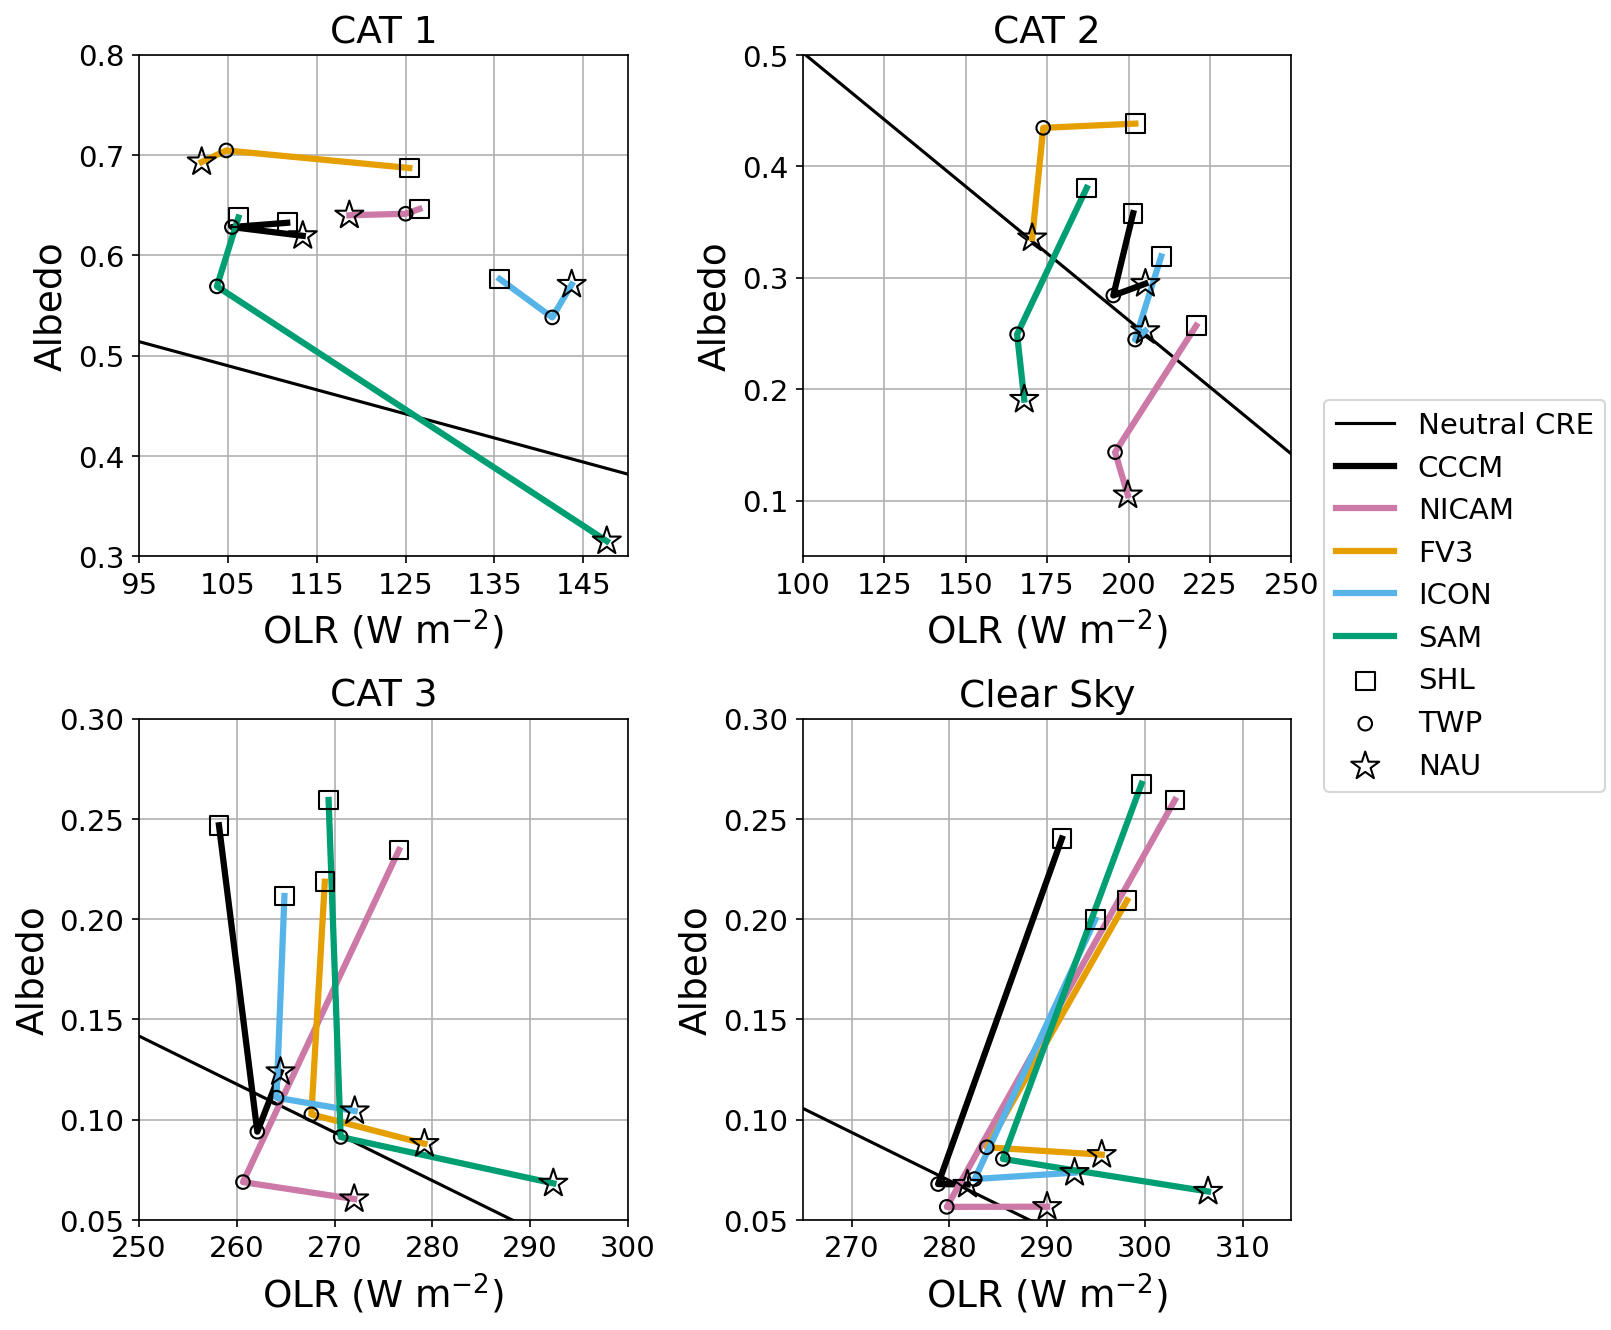 CAT 1
0.8
0.7
0.6
0.5
0.4
0.3
Albedo
95 105 115 125 135 145
OLR (W m⁻²)
CAT 2
0.5
0.4
0.3
0.2
0.1
Albedo
100 125 150 175 200 225 250
OLR (W m⁻²)
Neutral CRE
CCCM
NICAM
FV3
ICON
SAM
SHL
TWP
NAU
CAT 3
0.30
0.25
0.20
0.15
0.10
0.05
Albedo
250 260 270 280 290 300
OLR (W m⁻²)
Clear Sky
0.30
0.25
0.20
0.15
0.10
0.05
Albedo
270 280 290 300 310
OLR (W m⁻²)